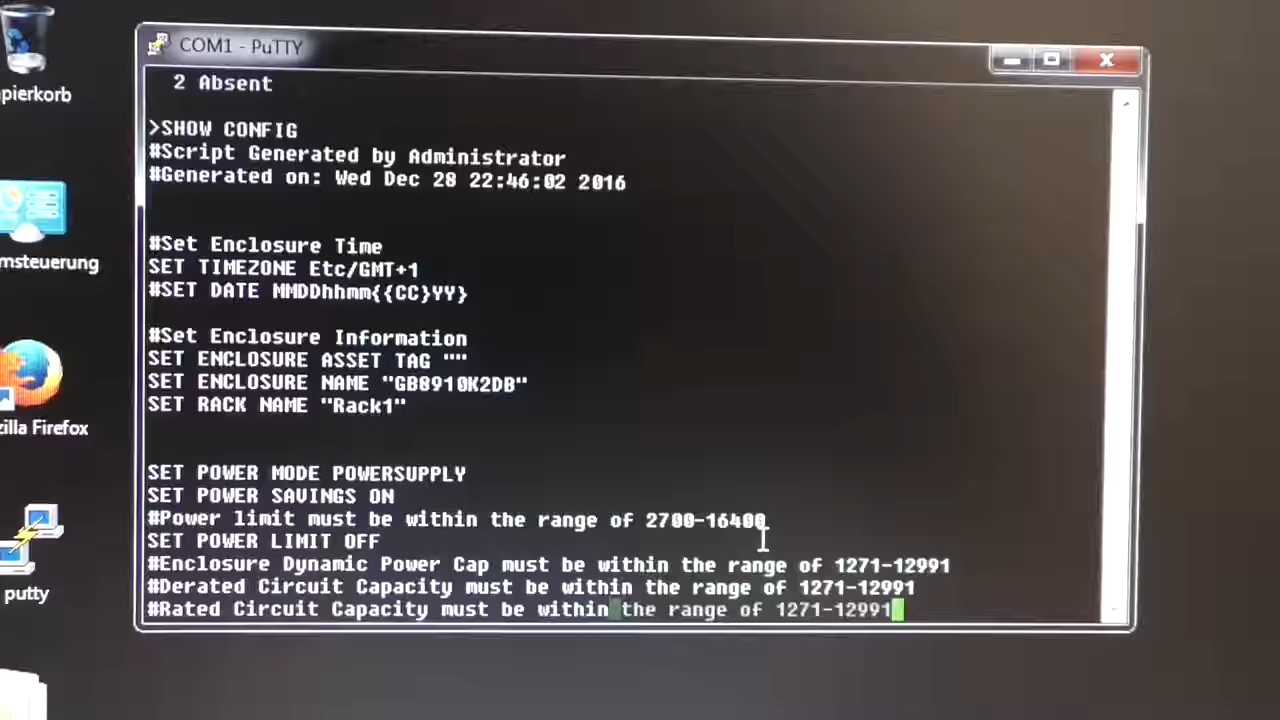 COM1 - PuTTY
2 Absent
>SHOW CONFIG
#Script Generated by Administrator
#Generated on: Wed Dec 28 22:46:02 2016
#Set Enclosure Time
SET TIMEZONE Etc/GMT+1
#SET DATE MMDDhhmm{{CC}YY}
#Set Enclosure Information
SET ENCLOSURE ASSET TAG ""
SET ENCLOSURE NAME "GB8910K2DB"
SET RACK NAME "Rack1"
SET POWER MODE POWERSUPPLY
SET POWER SAVINGS ON
#Power limit must be within the range of 2700-16400
SET POWER LIMIT OFF
#Enclosure Dynamic Power Cap must be within the range of 1271-12991
#Derated Circuit Capacity must be within the range of 1271-12991
#Rated Circuit Capacity must be within the range of 1271-12991
pierkorb
msteuerung
zilla Firefox
putty